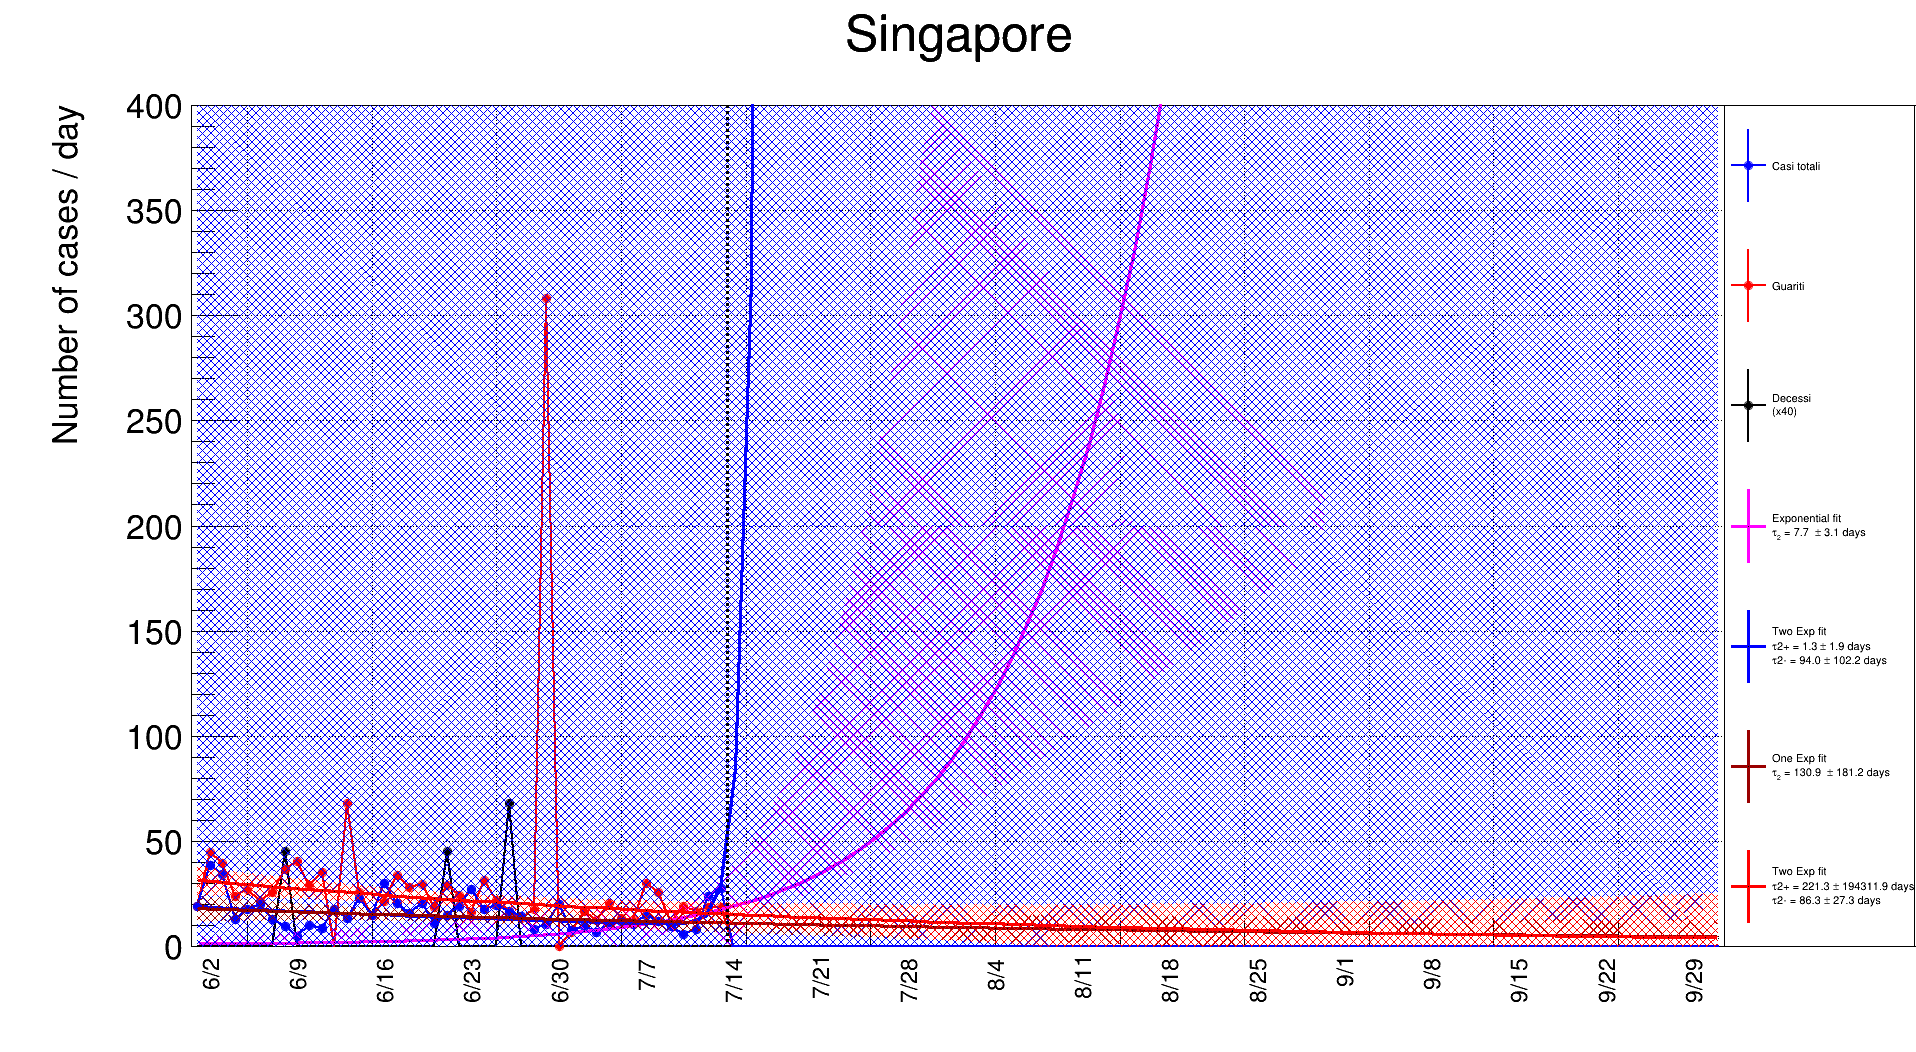 Singapore
Number of cases / day
400
350
300
250
200
150
100
50
0
6/2
6/9
6/16
6/23
6/30
7/7
7/14
7/21
7/28
8/4
8/11
8/18
8/25
9/1
9/8
9/15
9/22
9/29
Casi totali
Guariti
Decessi
(x40)
Exponential fit
τ2 = 7.7 ± 3.1 days
Two Exp fit
τ2+ = 1.3 ± 1.9 days
τ2- = 94.0 ± 102.2 days
One Exp fit
τ2 = 130.9 ± 181.2 days
Two Exp fit
τ2+ = 221.3 ± 194311.9 days
τ2- = 86.3 ± 27.3 days